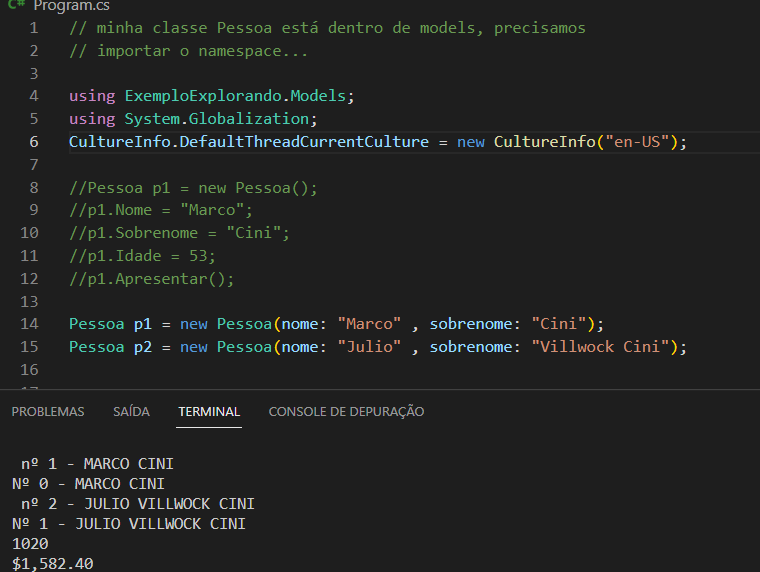 C# Program.cs
1 // minha classe Pessoa está dentro de models, precisamos
2 // importar o namespace...
3
4 using ExemploExplorando.Models;
5 using System.Globalization;
6 CultureInfo.DefaultThreadCurrentCulture = new CultureInfo("en-US");
7
8 //Pessoa p1 = new Pessoa();
9 //p1.Nome = "Marco";
10 //p1.Sobrenome = "Cini";
11 //p1.Idade = 53;
12 //p1.Apresentar();
13
14 Pessoa p1 = new Pessoa(nome: "Marco" , sobrenome: "Cini");
15 Pessoa p2 = new Pessoa(nome: "Julio" , sobrenome: "Villwock Cini");
16
17
PROBLEMAS SAÍDA TERMINAL CONSOLE DE DEPURAÇÃO
nº 1 - MARCO CINI
Nº 0 - MARCO CINI
nº 2 - JULIO VILLWOCK CINI
Nº 1 - JULIO VILLWOCK CINI
1020
$1,582.40